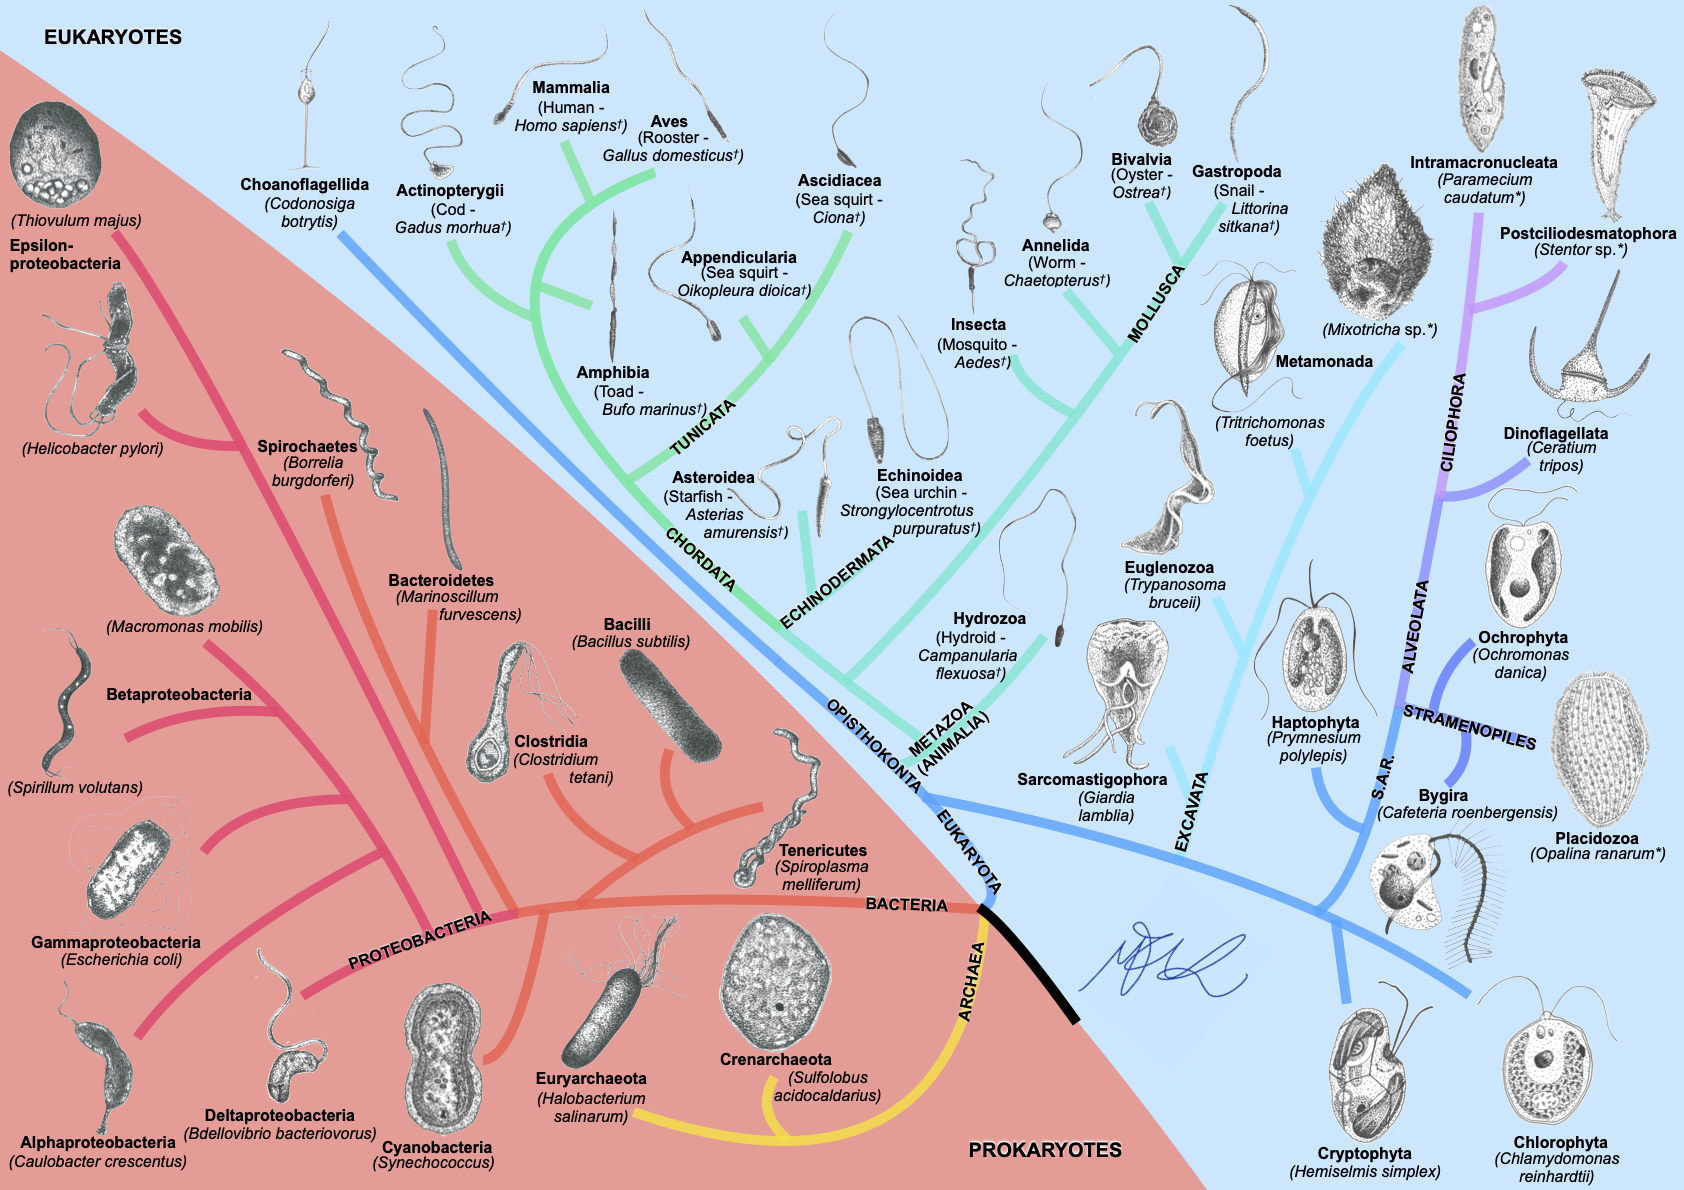 EUKARYOTES
Mammalia
(Human -
Homo sapiens†)
Aves
(Rooster -
Gallus domesticus†)
Choanoflagellida
(Codonosiga
botrytis)
Actinopterygii
(Cod -
Gadus morhua†)
Ascidiacea
(Sea squirt -
Ciona†)
Bivalvia
(Oyster -
Ostrea†)
Gastropoda
(Snail -
Littorina
sitkana†)
Intramacronucleata
(Paramecium
caudatum*)
Postciliodesmatophora
(Stentor sp.*)
(Thiovulum majus)
Epsilon-
proteobacteria
Appendicularia
(Sea squirt -
Oikopleura dioica†)
Annelida
(Worm -
Chaetopterus†)
MOLLUSCA
Insecta
(Mosquito -
Aedes†)
(Mixotricha sp.*)
Metamonada
(Tritrichomonas
foetus)
Amphibia
(Toad -
Bufo marinus†)
TUNICATA
CILIOPHORA
Dinoflagellata
(Ceratium
tripos)
(Helicobacter pylori)
Spirochaetes
(Borrelia
burgdorferi)
Asteroidea
(Starfish -
Asterias
amurensis†)
Echinoidea
(Sea urchin -
Strongylocentrotus
purpuratus†)
CHORDATA
ECHINODERMATA
Bacteroidetes
(Marinoscillum
furvescens)
Euglenozoa
(Trypanosoma
bruceii)
(Macromonas mobilis)
Bacilli
(Bacillus subtilis)
Hydrozoa
(Hydroid -
Campanularia
flexuosa†)
ALVEOLATA
Ochrophyta
(Ochromonas
danica)
Betaproteobacteria
OPISTHOKONTA
METAZOA
(ANIMALIA)
Haptophyta
(Prymnesium
polylepis)
STRAMENOPILES
Clostridia
(Clostridium
tetani)
(Spirillum volutans)
Sarcomastigophora
(Giardia
lamblia)
EXCAVATA
S.A.R.
Bygira
(Cafeteria roenbergensis)
Placidozoa
(Opalina ranarum*)
Tenericutes
(Spiroplasma
melliferum)
EUKARYOTA
BACTERIA
PROTEOBACTERIA
Gammaproteobacteria
(Escherichia coli)
ARCHAEA
Crenarchaeota
(Sulfolobus
acidocaldarius)
Euryarchaeota
(Halobacterium
salinarum)
Deltaproteobacteria
(Bdellovibrio bacteriovorus)
Alphaproteobacteria
(Caulobacter crescentus)
Cyanobacteria
(Synechococcus)
PROKARYOTES
Cryptophyta
(Hemiselmis simplex)
Chlorophyta
(Chlamydomonas
reinhardtii)